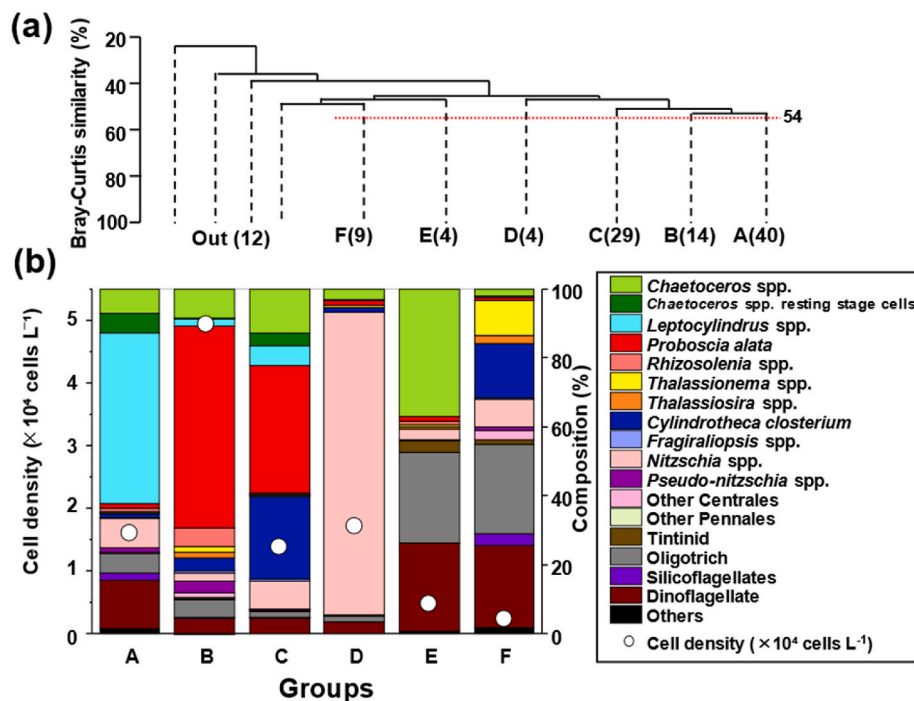 (a)
Bray-Curtis similarity (%)
20
40
60
80
100
54
Out (12)
F(9)
E(4)
D(4)
C(29)
B(14)
A(40)
(b)
Cell density (×10⁴ cells L⁻¹)
5
4
3
2
1
0
Composition (%)
100
80
60
40
20
0
A
B
C
D
E
F
Groups
Chaetoceros spp.
Chaetoceros spp. resting stage cells
Leptocylindrus spp.
Proboscia alata
Rhizosolenia spp.
Thalassionema spp.
Thalassiosira spp.
Cylindrotheca closterium
Fragiraliopsis spp.
Nitzschia spp.
Pseudo-nitzschia spp.
Other Centrales
Other Pennales
Tintinid
Oligotrich
Silicoflagellates
Dinoflagellate
Others
Cell density (×10⁴ cells L⁻¹)